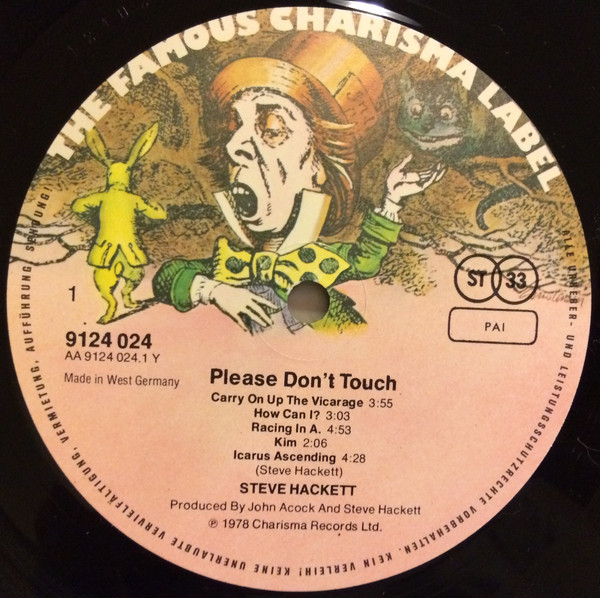 THE FAMOUS CHARISMA LABEL
1
ST 33
PAI
9124 024
AA 9124 024.1 Y
Made in West Germany
Please Don't Touch
Carry On Up The Vicarage 3:55
How Can I? 3:03
Racing In A. 4:53
Kim 2:06
Icarus Ascending 4:28
(Steve Hackett)
STEVE HACKETT
Produced By John Acock And Steve Hackett
℗ 1978 Charisma Records Ltd.
ALLE URHEBER- UND LEISTUNGSSCHUTZRECHTE VORBEHALTEN. KEIN VERLEIH! KEINE UNERLAUBTE VERVIELFÄLTIGUNG, VERMIETUNG, AUFFÜHRUNG, SENDUNG!